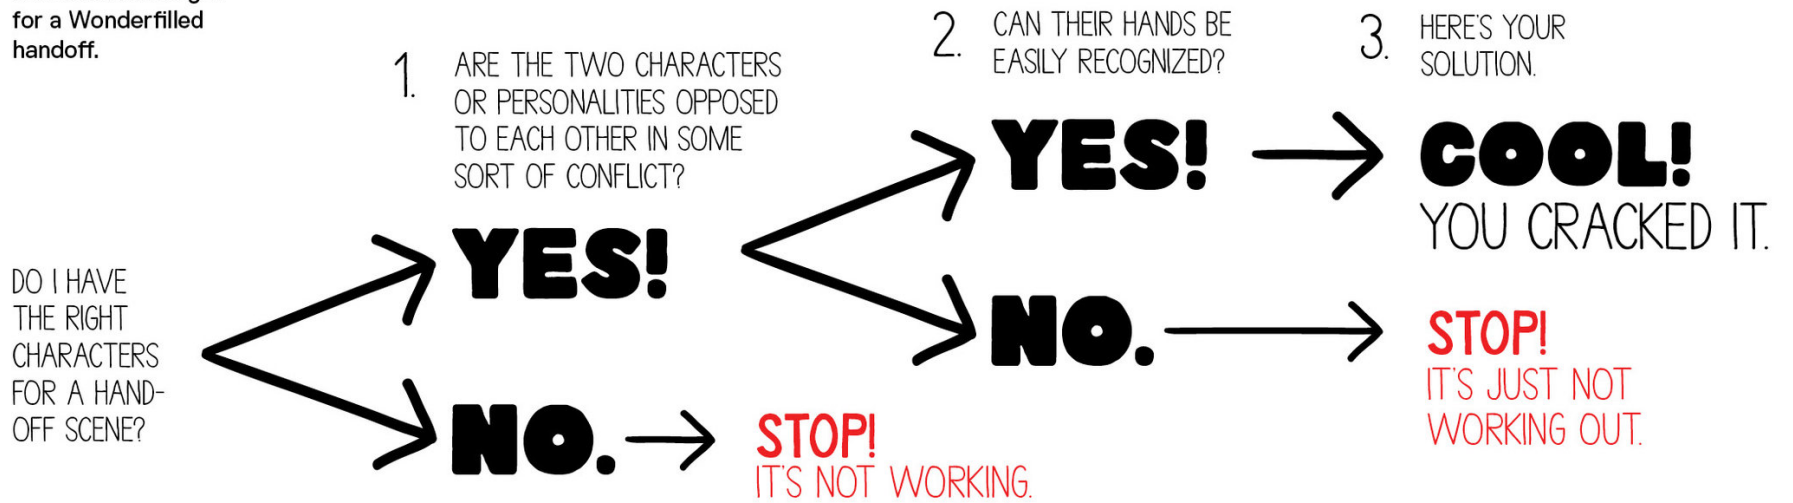 for a Wonderfilled
handoff.
DO I HAVE
THE RIGHT
CHARACTERS
FOR A HAND-
OFF SCENE?
1.
ARE THE TWO CHARACTERS
OR PERSONALITIES OPPOSED
TO EACH OTHER IN SOME
SORT OF CONFLICT?
YES!
NO.
STOP!
IT'S NOT WORKING.
2.
CAN THEIR HANDS BE
EASILY RECOGNIZED?
YES!
NO.
3.
HERE'S YOUR
SOLUTION.
COOL!
YOU CRACKED IT.
STOP!
IT'S JUST NOT
WORKING OUT.